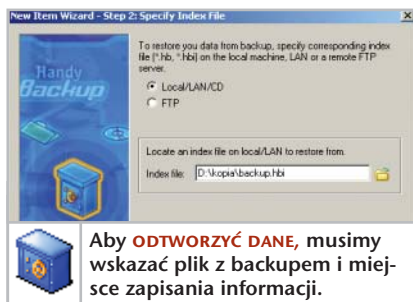 New Item Wizard - Step 2: Specify Index File
To restore you data from backup, specify corresponding index
file (*.hb, *.hbi) on the local machine, LAN or a remote FTP
server.
Local/LAN/CD
FTP
Handy
Backup
Locate an index file on local/LAN to restore from.
Index file: D:\kopia\backup.hbi
Aby ODTWORZYĆ DANE, musimy
wskazać plik z backupem i miej-
sce zapisania informacji.